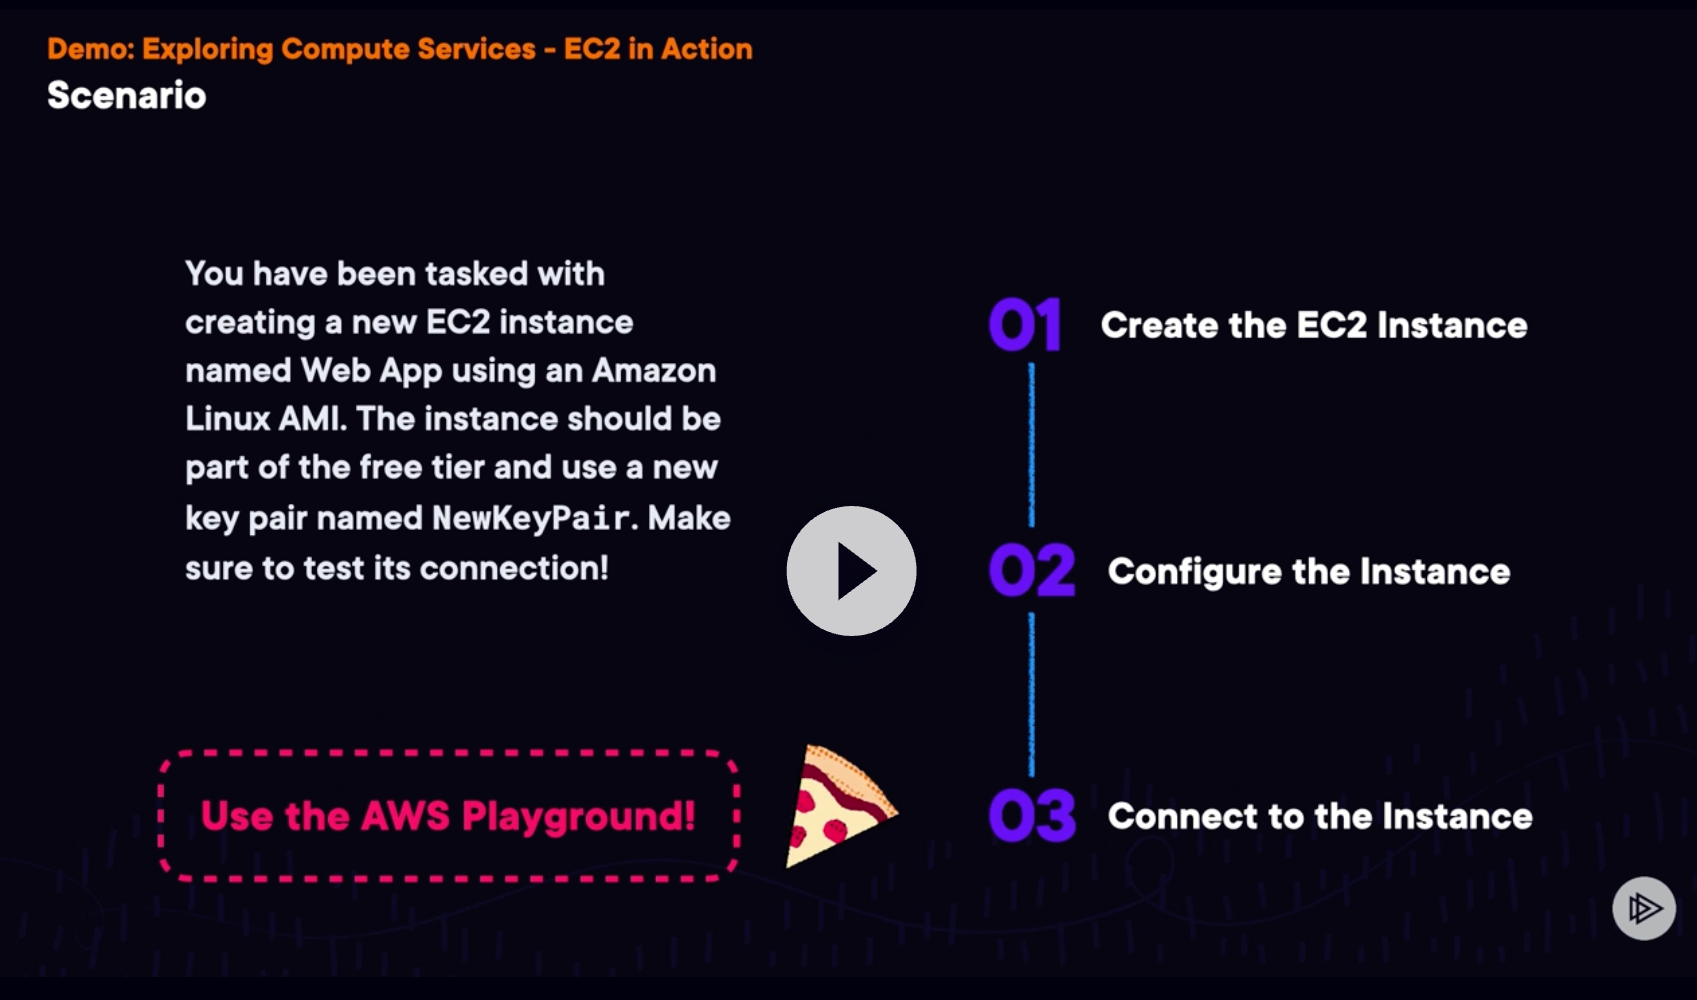 Demo: Exploring Compute Services - EC2 in Action
Scenario
You have been tasked with
creating a new EC2 instance
named Web App using an Amazon
Linux AMI. The instance should be
part of the free tier and use a new
key pair named NewKeyPair. Make
sure to test its connection!
Use the AWS Playground!
01 Create the EC2 Instance
02 Configure the Instance
03 Connect to the Instance